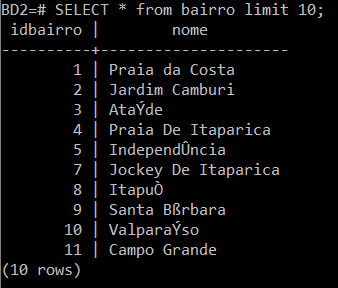 BD2=# SELECT * from bairro limit 10;
idbairro | nome
----------+---------------------
1 | Praia da Costa
2 | Jardim Camburi
3 | AtaÝde
4 | Praia De Itaparica
5 | IndependÛncia
7 | Jockey De Itaparica
8 | ItapuÒ
9 | Santa Bßrbara
10 | ValparaÝso
11 | Campo Grande
(10 rows)